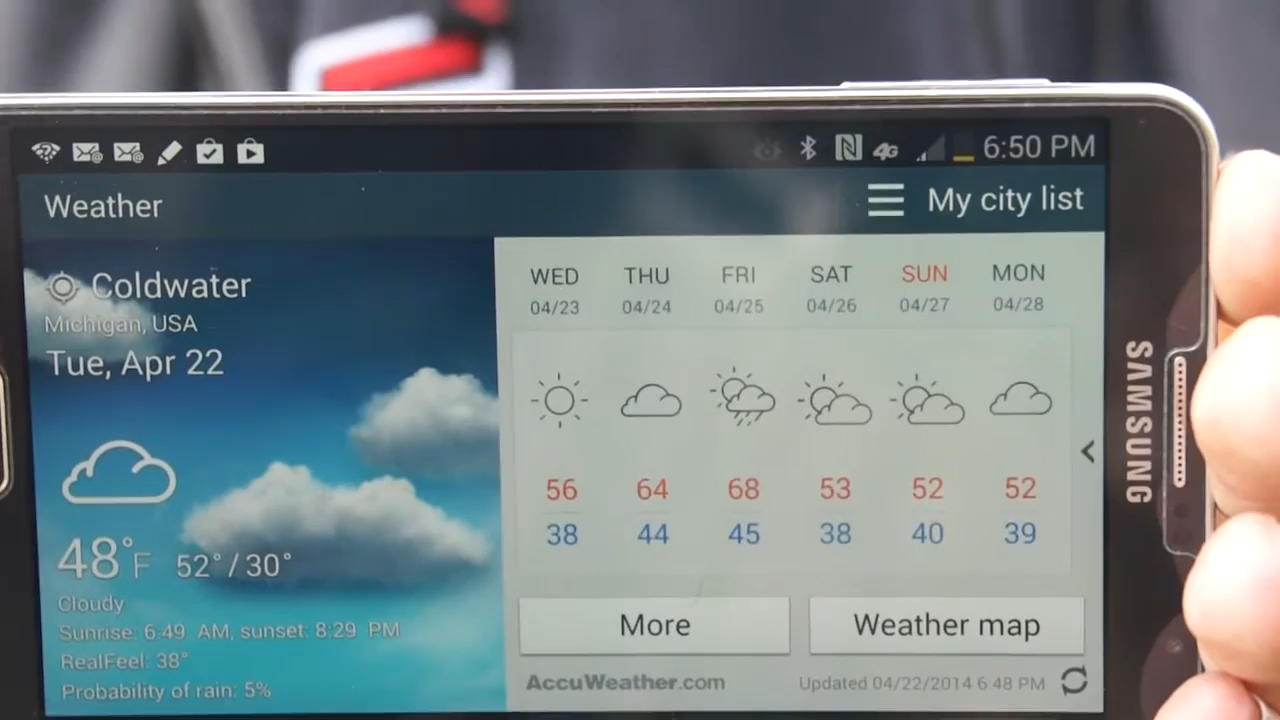 4G 6:50 PM
Weather
My city list
Coldwater
Michigan, USA
Tue, Apr 22
48°F 52°/30°
Cloudy
Sunrise: 6:49 AM, sunset: 8:29 PM
RealFeel: 38°
Probability of rain: 5%
WED THU FRI SAT SUN MON
04/23 04/24 04/25 04/26 04/27 04/28
56 64 68 53 52 52
38 44 45 38 40 39
More
Weather map
AccuWeather.com
Updated 04/22/2014 6:48 PM
SAMSUNG